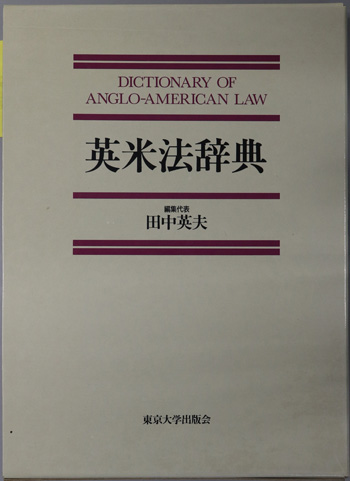 DICTIONARY OF
ANGLO-AMERICAN LAW
英米法辞典
編集代表
田中英夫
東京大学出版会